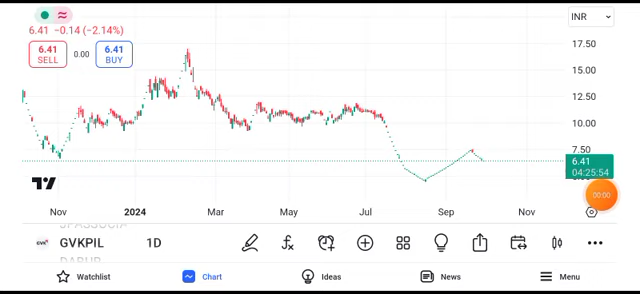 INR
6.41 −0.14 (−2.14%)
6.41 SELL
0.00
6.41 BUY
17.50
15.00
12.50
10.00
7.50
6.41
04:25:54
00:00
Nov 2024 Mar May Jul Sep Nov
GVKPIL 1D
Watchlist Chart Ideas News Menu